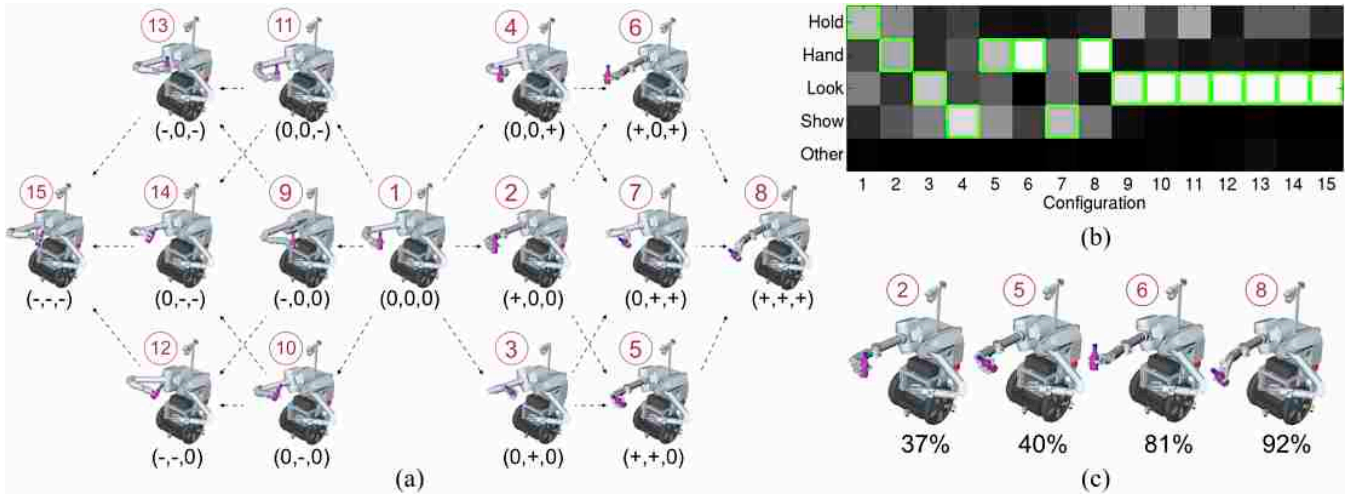 13 11 4 6
(-,0,-) (0,0,-) (0,0,+) (+,0,+)
15 14 9 1 2 7 8
(-,-,-) (0,-,-) (-,0,0) (0,0,0) (+,0,0) (0,+,+) (+,+,+)
12 10 3 5
(-,-,0) (0,-,0) (0,+,0) (+,+,0)
(a)
Hold
Hand
Look
Show
Other
1 2 3 4 5 6 7 8 9 10 11 12 13 14 15
Configuration
(b)
2 5 6 8
37% 40% 81% 92%
(c)